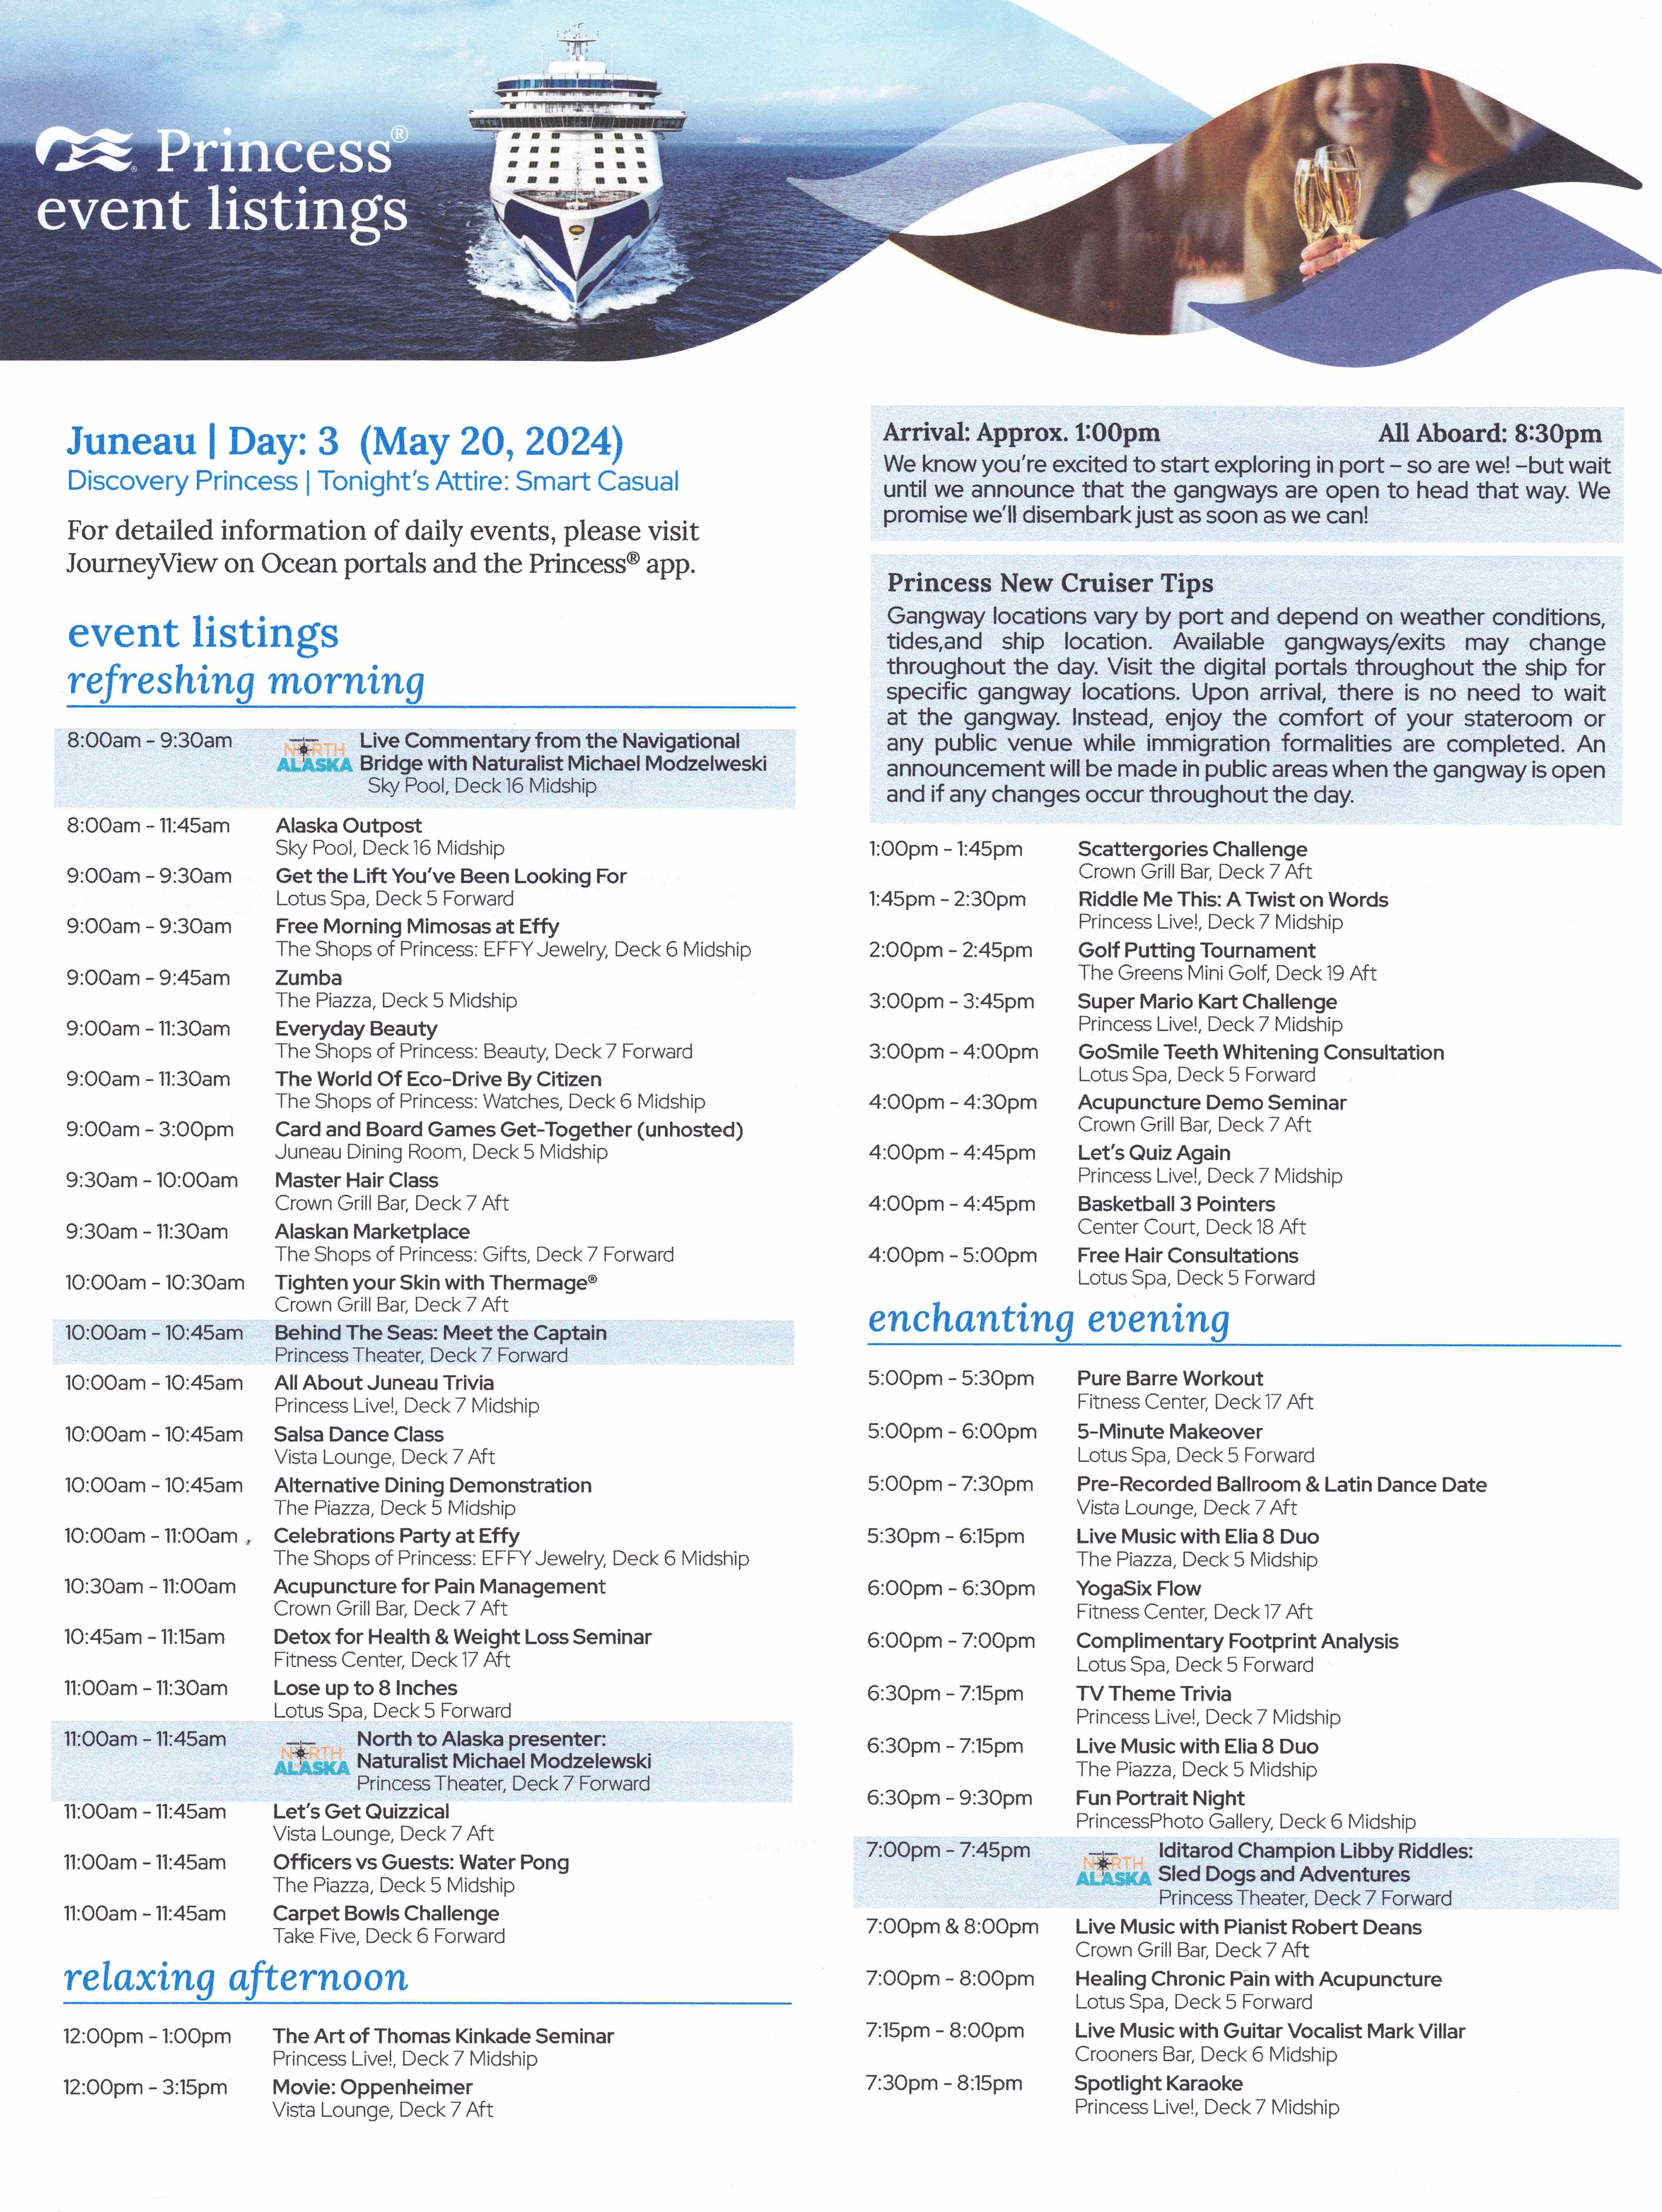 Princess®
event listings
Juneau | Day: 3 (May 20, 2024)
Discovery Princess | Tonight's Attire: Smart Casual
For detailed information of daily events, please visit
JourneyView on Ocean portals and the Princess® app.
event listings
refreshing morning
8:00am - 9:30am
NORTH
ALASKA
Live Commentary from the Navigational
Bridge with Naturalist Michael Modzelweski
Sky Pool, Deck 16 Midship
8:00am - 11:45am Alaska Outpost
Sky Pool, Deck 16 Midship
9:00am - 9:30am Get the Lift You've Been Looking For
Lotus Spa, Deck 5 Forward
9:00am - 9:30am Free Morning Mimosas at Effy
The Shops of Princess: EFFY Jewelry, Deck 6 Midship
9:00am - 9:45am Zumba
The Piazza, Deck 5 Midship
9:00am - 11:30am Everyday Beauty
The Shops of Princess: Beauty, Deck 7 Forward
9:00am - 11:30am The World Of Eco-Drive By Citizen
The Shops of Princess: Watches, Deck 6 Midship
9:00am - 3:00pm Card and Board Games Get-Together (unhosted)
Juneau Dining Room, Deck 5 Midship
9:30am - 10:00am Master Hair Class
Crown Grill Bar, Deck 7 Aft
9:30am - 11:30am Alaskan Marketplace
The Shops of Princess: Gifts, Deck 7 Forward
10:00am - 10:30am Tighten your Skin with Thermage®
Crown Grill Bar, Deck 7 Aft
10:00am - 10:45am Behind The Seas: Meet the Captain
Princess Theater, Deck 7 Forward
10:00am - 10:45am All About Juneau Trivia
Princess Live!, Deck 7 Midship
10:00am - 10:45am Salsa Dance Class
Vista Lounge, Deck 7 Aft
10:00am - 10:45am Alternative Dining Demonstration
The Piazza, Deck 5 Midship
10:00am - 11:00am Celebrations Party at Effy
The Shops of Princess: EFFY Jewelry, Deck 6 Midship
10:30am - 11:00am Acupuncture for Pain Management
Crown Grill Bar, Deck 7 Aft
10:45am - 11:15am Detox for Health & Weight Loss Seminar
Fitness Center, Deck 17 Aft
11:00am - 11:30am Lose up to 8 Inches
Lotus Spa, Deck 5 Forward
11:00am - 11:45am
NORTH
ALASKA
North to Alaska presenter:
Naturalist Michael Modzelewski
Princess Theater, Deck 7 Forward
11:00am - 11:45am Let's Get Quizzical
Vista Lounge, Deck 7 Aft
11:00am - 11:45am Officers vs Guests: Water Pong
The Piazza, Deck 5 Midship
11:00am - 11:45am Carpet Bowls Challenge
Take Five, Deck 6 Forward
relaxing afternoon
12:00pm - 1:00pm The Art of Thomas Kinkade Seminar
Princess Live!, Deck 7 Midship
12:00pm - 3:15pm Movie: Oppenheimer
Vista Lounge, Deck 7 Aft
Arrival: Approx. 1:00pm All Aboard: 8:30pm
We know you're excited to start exploring in port – so are we! –but wait
until we announce that the gangways are open to head that way. We
promise we'll disembark just as soon as we can!
Princess New Cruiser Tips
Gangway locations vary by port and depend on weather conditions,
tides,and ship location. Available gangways/exits may change
throughout the day. Visit the digital portals throughout the ship for
specific gangway locations. Upon arrival, there is no need to wait
at the gangway. Instead, enjoy the comfort of your stateroom or
any public venue while immigration formalities are completed. An
announcement will be made in public areas when the gangway is open
and if any changes occur throughout the day.
1:00pm - 1:45pm Scattergories Challenge
Crown Grill Bar, Deck 7 Aft
1:45pm - 2:30pm Riddle Me This: A Twist on Words
Princess Live!, Deck 7 Midship
2:00pm - 2:45pm Golf Putting Tournament
The Greens Mini Golf, Deck 19 Aft
3:00pm - 3:45pm Super Mario Kart Challenge
Princess Live!, Deck 7 Midship
3:00pm - 4:00pm GoSmile Teeth Whitening Consultation
Lotus Spa, Deck 5 Forward
4:00pm - 4:30pm Acupuncture Demo Seminar
Crown Grill Bar, Deck 7 Aft
4:00pm - 4:45pm Let's Quiz Again
Princess Live!, Deck 7 Midship
4:00pm - 4:45pm Basketball 3 Pointers
Center Court, Deck 18 Aft
4:00pm - 5:00pm Free Hair Consultations
Lotus Spa, Deck 5 Forward
enchanting evening
5:00pm - 5:30pm Pure Barre Workout
Fitness Center, Deck 17 Aft
5:00pm - 6:00pm 5-Minute Makeover
Lotus Spa, Deck 5 Forward
5:00pm - 7:30pm Pre-Recorded Ballroom & Latin Dance Date
Vista Lounge, Deck 7 Aft
5:30pm - 6:15pm Live Music with Elia 8 Duo
The Piazza, Deck 5 Midship
6:00pm - 6:30pm YogaSix Flow
Fitness Center, Deck 17 Aft
6:00pm - 7:00pm Complimentary Footprint Analysis
Lotus Spa, Deck 5 Forward
6:30pm - 7:15pm TV Theme Trivia
Princess Live!, Deck 7 Midship
6:30pm - 7:15pm Live Music with Elia 8 Duo
The Piazza, Deck 5 Midship
6:30pm - 9:30pm Fun Portrait Night
PrincessPhoto Gallery, Deck 6 Midship
7:00pm - 7:45pm
NORTH
ALASKA
Iditarod Champion Libby Riddles:
Sled Dogs and Adventures
Princess Theater, Deck 7 Forward
7:00pm & 8:00pm Live Music with Pianist Robert Deans
Crown Grill Bar, Deck 7 Aft
7:00pm - 8:00pm Healing Chronic Pain with Acupuncture
Lotus Spa, Deck 5 Forward
7:15pm - 8:00pm Live Music with Guitar Vocalist Mark Villar
Crooners Bar, Deck 6 Midship
7:30pm - 8:15pm Spotlight Karaoke
Princess Live!, Deck 7 Midship